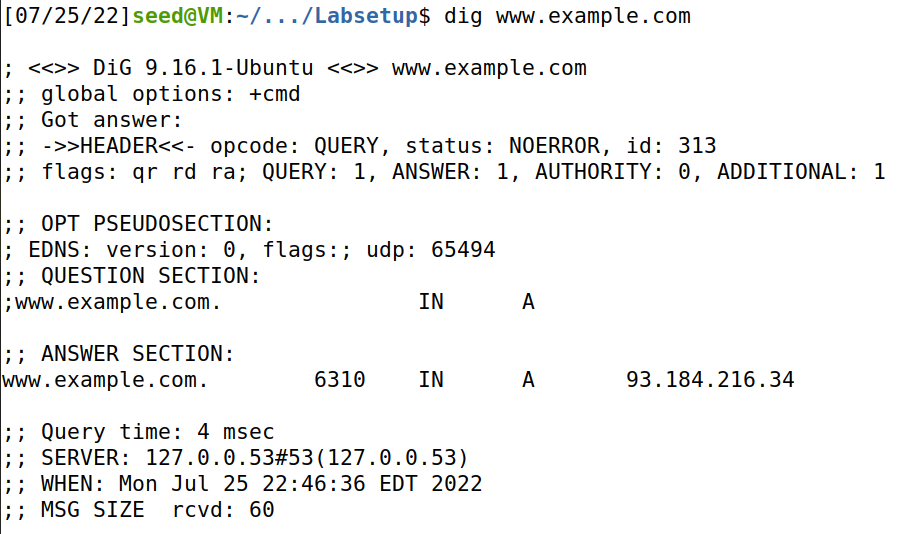 [07/25/22]seed@VM:~/.../Labsetup$ dig www.example.com
; <<>> DiG 9.16.1-Ubuntu <<>> www.example.com
;; global options: +cmd
;; Got answer:
;; ->>HEADER<<- opcode: QUERY, status: NOERROR, id: 313
;; flags: qr rd ra; QUERY: 1, ANSWER: 1, AUTHORITY: 0, ADDITIONAL: 1
;; OPT PSEUDOSECTION:
; EDNS: version: 0, flags:; udp: 65494
;; QUESTION SECTION:
;www.example.com. IN A
;; ANSWER SECTION:
www.example.com. 6310 IN A 93.184.216.34
;; Query time: 4 msec
;; SERVER: 127.0.0.53#53(127.0.0.53)
;; WHEN: Mon Jul 25 22:46:36 EDT 2022
;; MSG SIZE  rcvd: 60